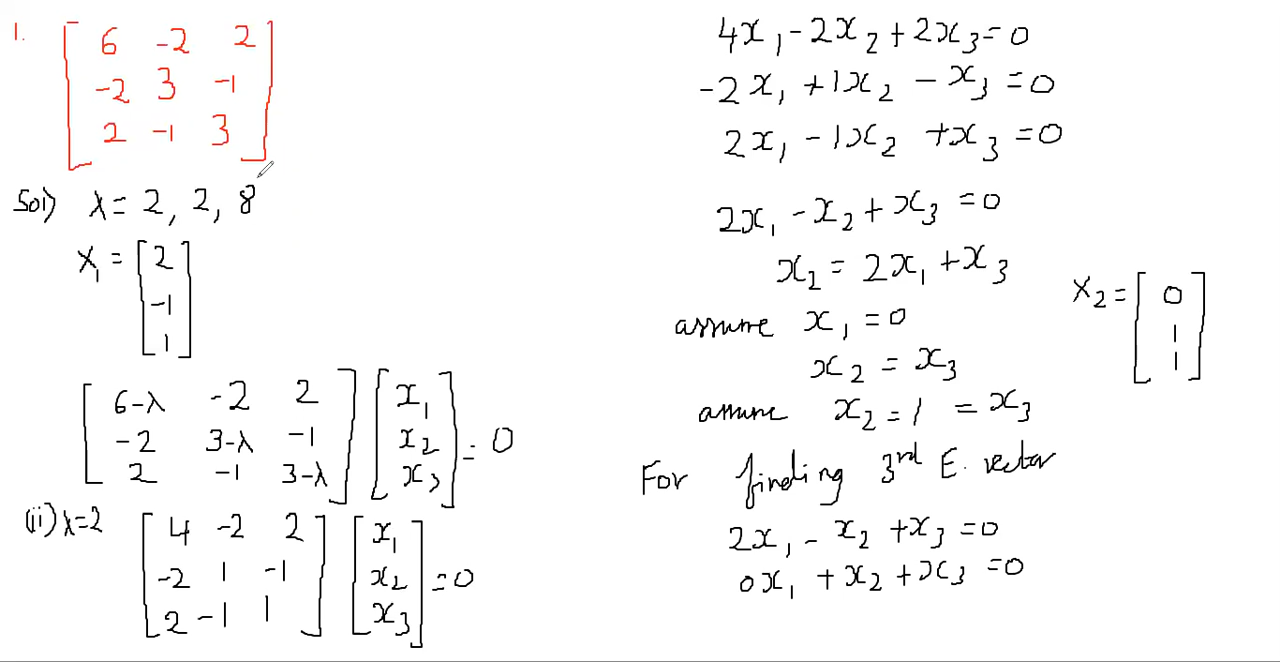 1. [ 6 -2 2
-2 3 -1
2 -1 3 ]
Sol) λ = 2, 2, 8
X₁ = [ 2
-1
1 ]
[ 6-λ -2 2
-2 3-λ -1
2 -1 3-λ ] [ x₁
x₂
x₃ ] = 0
(ii) λ=2 [ 4 -2 2
-2 1 -1
2 -1 1 ] [ x₁
x₂
x₃ ] = 0
4x₁ - 2x₂ + 2x₃ = 0
-2x₁ + 1x₂ - x₃ = 0
2x₁ - 1x₂ + x₃ = 0
2x₁ - x₂ + x₃ = 0
x₂ = 2x₁ + x₃
assume x₁ = 0
x₂ = x₃
assume x₂ = 1 = x₃
X₂ = [ 0
1
1 ]
For finding 3rd E. vector
2x₁ - x₂ + x₃ = 0
0x₁ + x₂ + x₃ = 0